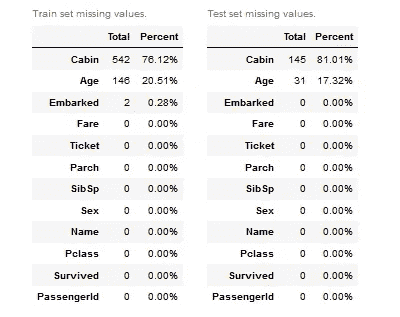 Train set missing values.
Total Percent
Cabin 542 76.12%
Age 146 20.51%
Embarked 2 0.28%
Fare 0 0.00%
Ticket 0 0.00%
Parch 0 0.00%
SibSp 0 0.00%
Sex 0 0.00%
Name 0 0.00%
Pclass 0 0.00%
Survived 0 0.00%
PassengerId 0 0.00%
Test set missing values.
Total Percent
Cabin 145 81.01%
Age 31 17.32%
Embarked 0 0.00%
Fare 0 0.00%
Ticket 0 0.00%
Parch 0 0.00%
SibSp 0 0.00%
Sex 0 0.00%
Name 0 0.00%
Pclass 0 0.00%
Survived 0 0.00%
PassengerId 0 0.00%